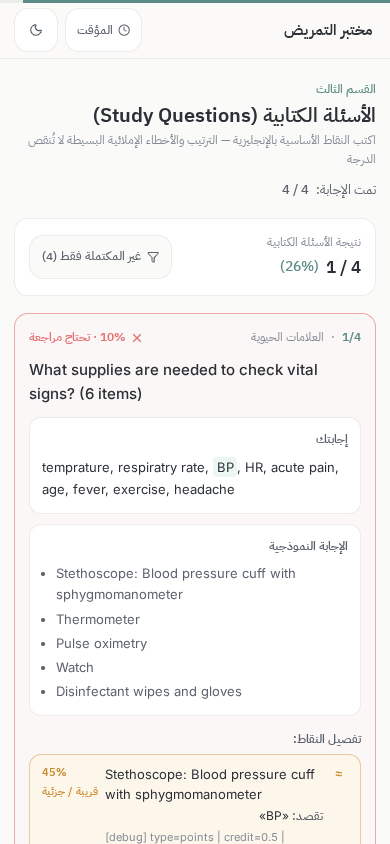 مختبر التمريض
المؤقت
القسم الثالث
الأسئلة الكتابية (Study Questions)
اكتب النقاط الأساسية بالإنجليزية — الترتيب والأخطاء الإملائية البسيطة لا تُنقص
الدرجة
تمت الإجابة: 4 / 4
نتيجة الأسئلة الكتابية
1 / 4 (26%)
غير المكتملة فقط (4)
1/4 · العلامات الحيوية
10% · تحتاج مراجعة
What supplies are needed to check vital
signs? (6 items)
إجابتك
temprature, respiratry rate, BP, HR, acute pain,
age, fever, exercise, headache
الإجابة النموذجية
• Stethoscope: Blood pressure cuff with
sphygmomanometer
• Thermometer
• Pulse oximetry
• Watch
• Disinfectant wipes and gloves
تفصيل النقاط:
≈
Stethoscope: Blood pressure cuff
with sphygmomanometer
45%
قريبة / جزئية
تقصد: «BP»
[debug] type=points | credit=0.5 |